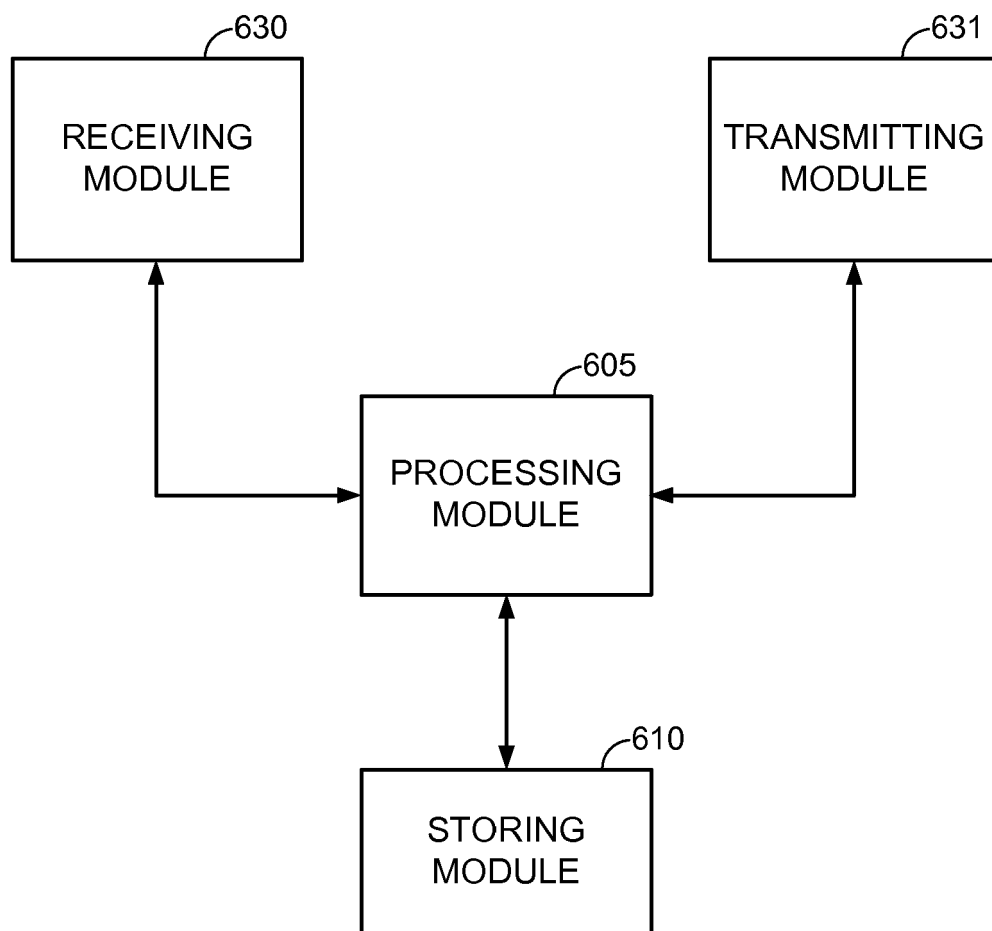 630
631
RECEIVING
MODULE
TRANSMITTING
MODULE
605
PROCESSING
MODULE
610
STORING
MODULE